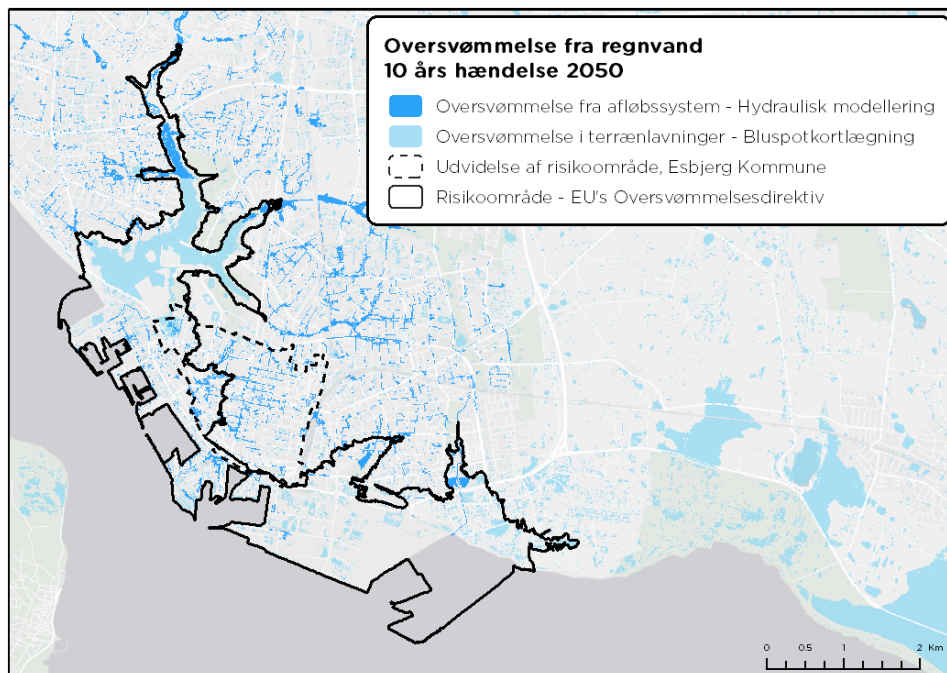 Oversvømmelse fra regnvand
10 års hændelse 2050
Oversvømmelse fra afløbssystem - Hydraulisk modellering
Oversvømmelse i terrænlavninger - Bluspotkortlægning
Udvidelse af risikoområde, Esbjerg Kommune
Risikoområde - EU's Oversvømmelsesdirektiv
0 0.5 1 2 Km